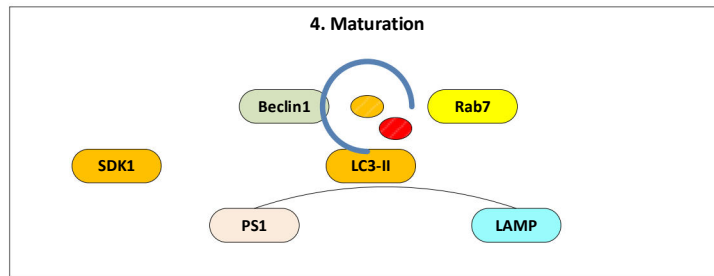 4. Maturation
Beclin1
Rab7
SDK1
LC3-II
PS1
LAMP